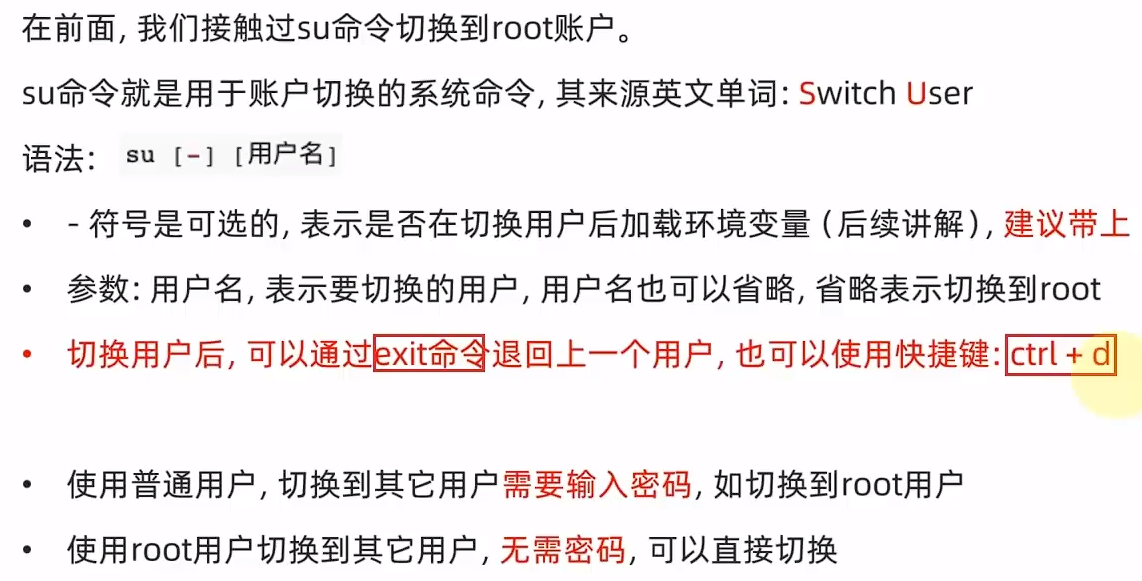 在前面, 我们接触过su命令切换到root账户。
su命令就是用于账户切换的系统命令, 其来源英文单词: Switch User
语法: su [-] [用户名]
• - 符号是可选的, 表示是否在切换用户后加载环境变量（后续讲解）, 建议带上
• 参数: 用户名, 表示要切换的用户, 用户名也可以省略, 省略表示切换到root
• 切换用户后, 可以通过exit命令退回上一个用户, 也可以使用快捷键: ctrl + d
• 使用普通用户, 切换到其它用户需要输入密码, 如切换到root用户
• 使用root用户切换到其它用户, 无需密码, 可以直接切换